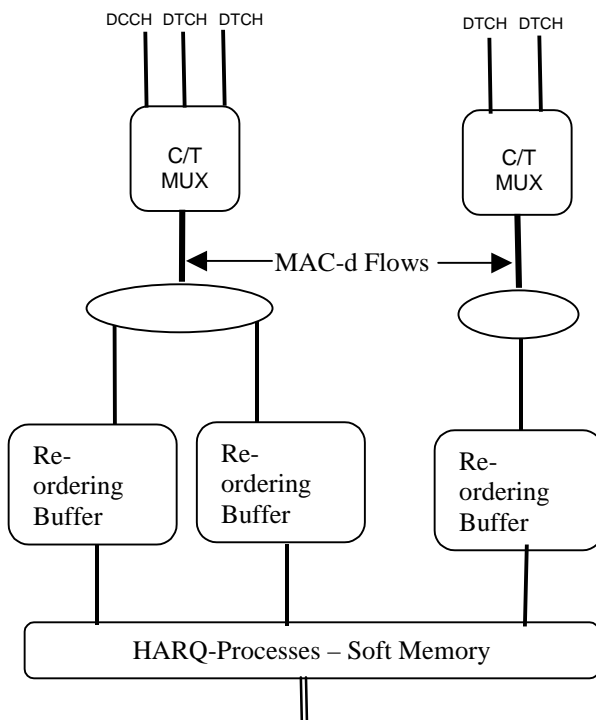 DCCH DTCH DTCH
DTCH DTCH
C/T
MUX
C/T
MUX
MAC-d Flows
Re-
ordering
Buffer
Re-
ordering
Buffer
Re-
ordering
Buffer
HARQ-Processes – Soft Memory